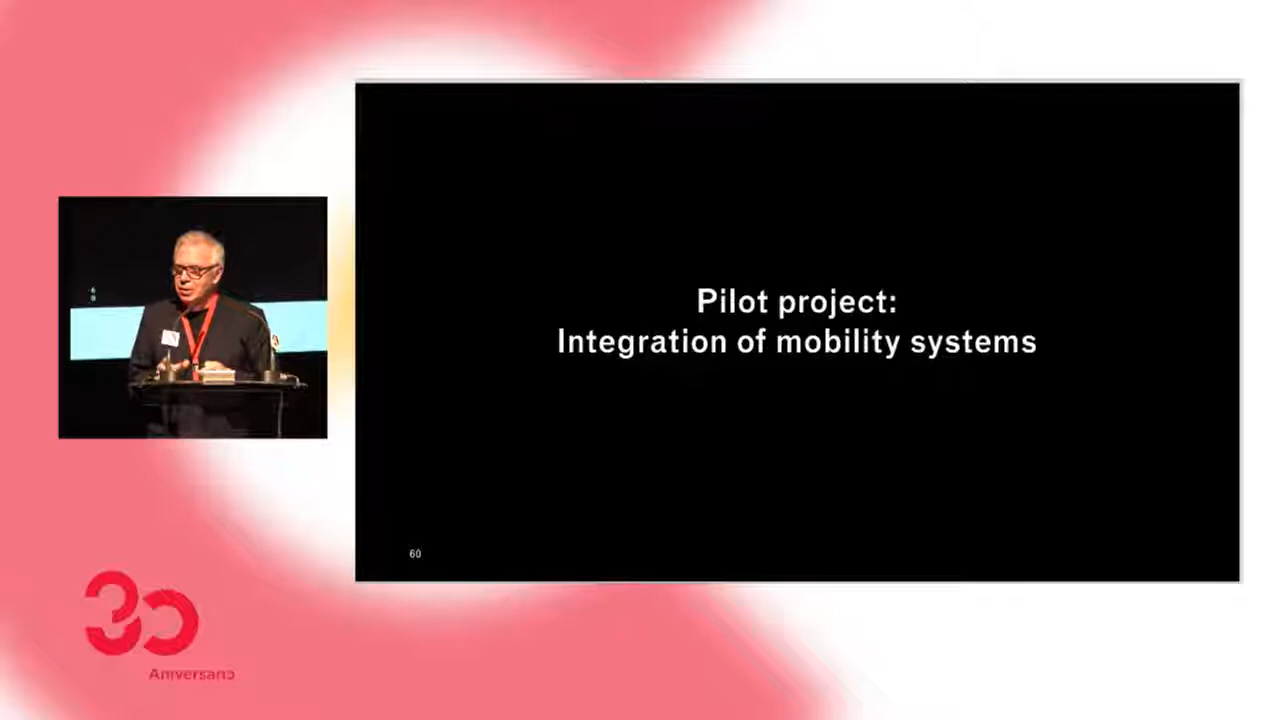 Pilot project:
Integration of mobility systems
60
30
Aniversario